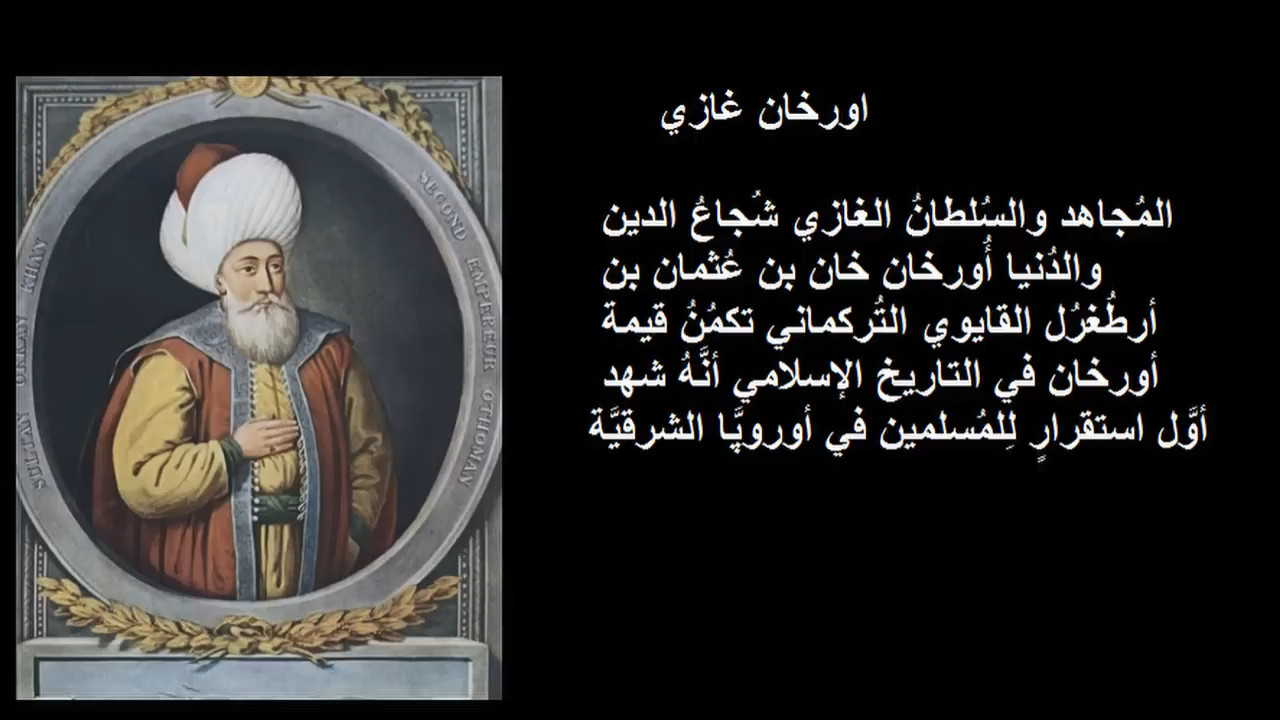 اورخان غازي
المُجاهد والسُلطانُ الغازي شُجاعُ الدين
والدُنيا أُورخان خان بن عُثمان بن
أرطُغرُل القايوي التُركماني تكمُنُ قيمة
أورخان في التاريخ الإسلامي أنَّهُ شهد
أوَّل استقرارٍ لِلمُسلمين في أوروپَّا الشرقيَّة
SULTAN ORKAN KHAN
SECOND EMPEREUR OTHOMAN